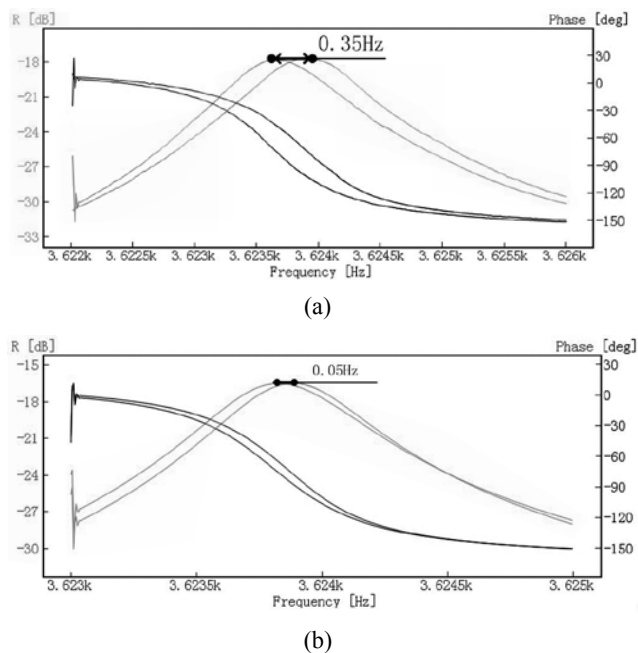 R [dB]
Phase [deg]
0.35Hz
-18
-21
-24
-27
-30
-33
30
0
-30
-60
-90
-120
-150
3.622k 3.6225k 3.623k 3.6235k 3.624k 3.6245k 3.625k 3.6255k 3.626k
Frequency [Hz]
(a)
R [dB]
Phase [deg]
0.05Hz
-15
-18
-21
-24
-27
-30
30
0
-30
-60
-90
-120
-150
3.623k 3.6235k 3.624k 3.6245k 3.625k
Frequency [Hz]
(b)